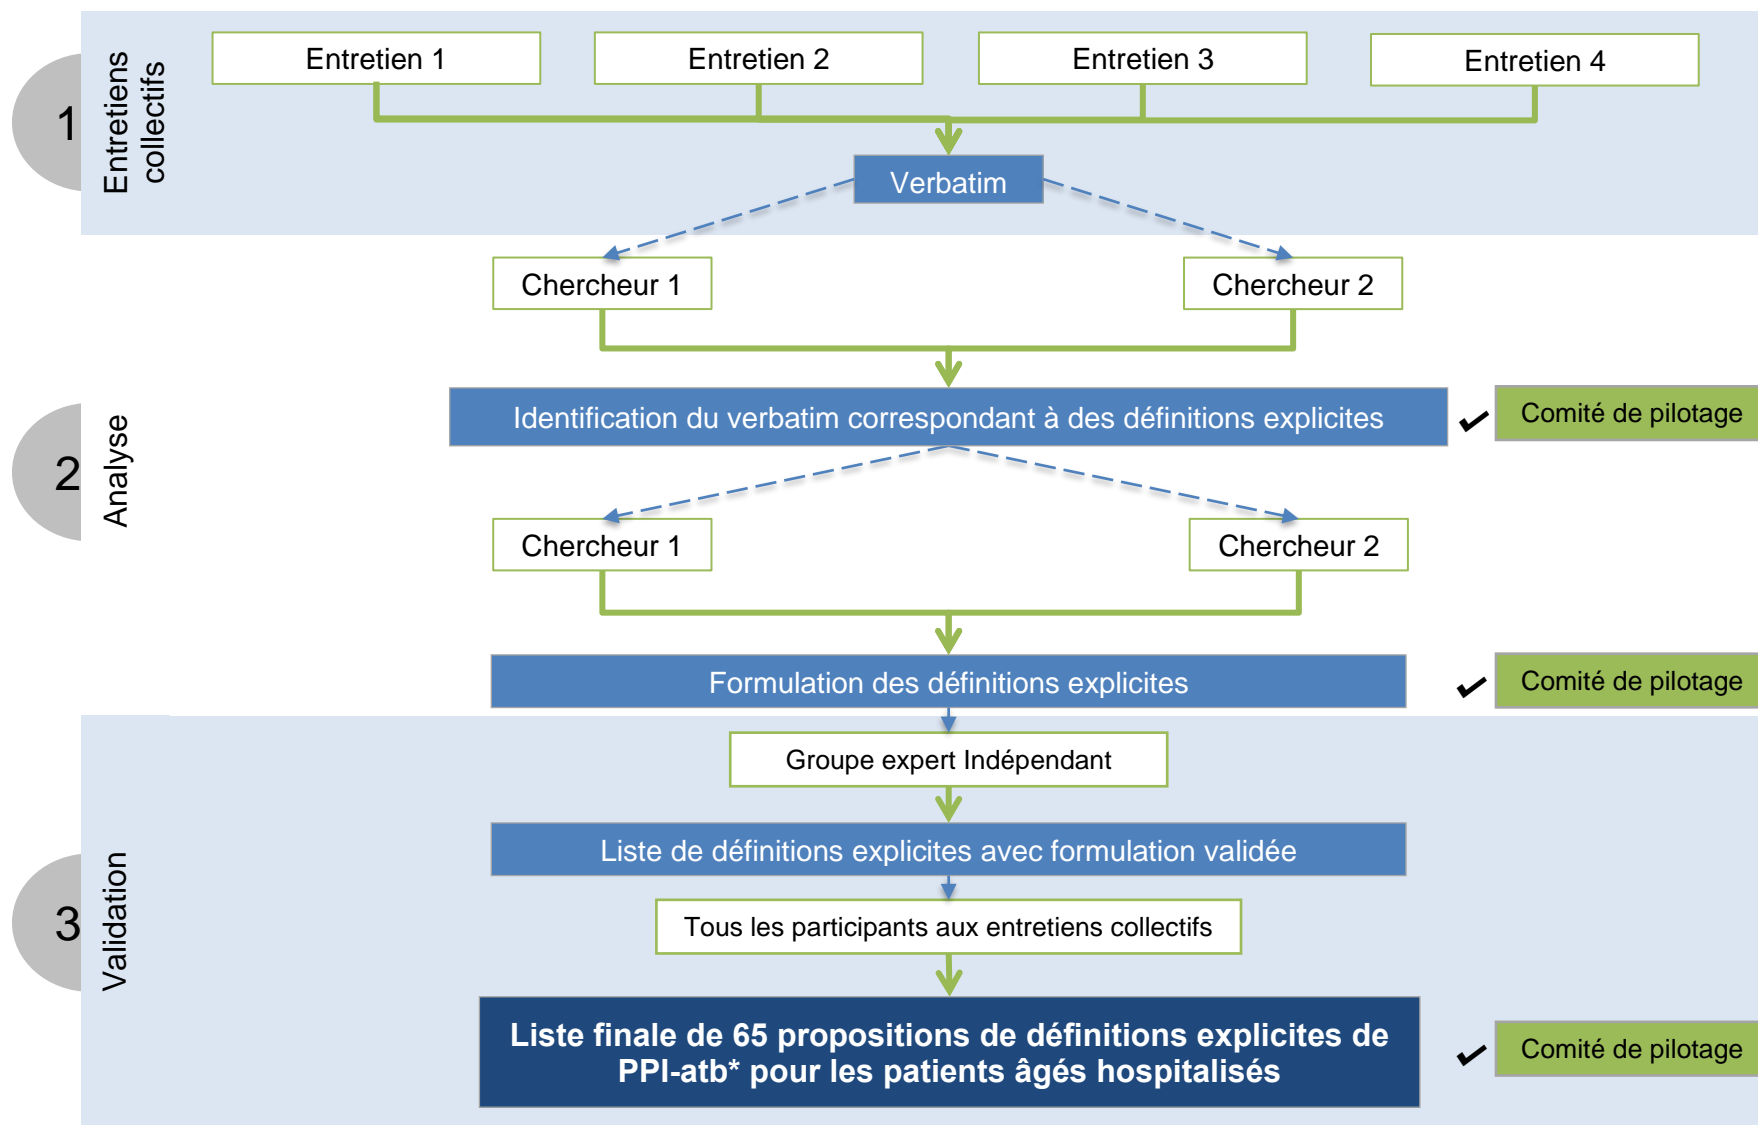 1
Entretiens
collectifs
Entretien 1
Entretien 2
Entretien 3
Entretien 4
Verbatim
2
Analyse
Chercheur 1
Chercheur 2
Identification du verbatim correspondant à des définitions explicites
Comité de pilotage
Chercheur 1
Chercheur 2
Formulation des définitions explicites
Comité de pilotage
3
Validation
Groupe expert Indépendant
Liste de définitions explicites avec formulation validée
Tous les participants aux entretiens collectifs
Liste finale de 65 propositions de définitions explicites de
PPI-atb* pour les patients âgés hospitalisés
Comité de pilotage